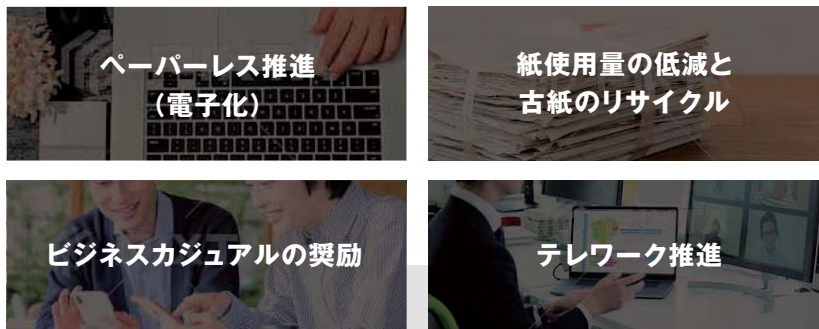 ペーパーレス推進
（電子化）
紙使用量の低減と
古紙のリサイクル
ビジネスカジュアルの奨励
テレワーク推進